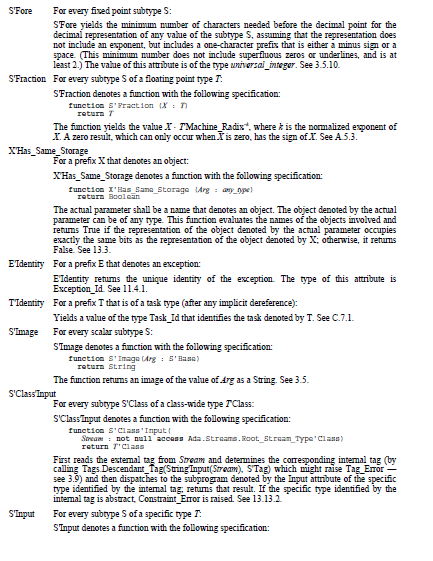 S'Fore For every fixed point subtype S:
S'Fore yields the minimum number of characters needed before the decimal point for the
decimal representation of any value of the subtype S, assuming that the representation does
not include an exponent, but includes a one-character prefix that is either a minus sign or a
space. (This minimum number does not include superfluous zeros or underlines, and is at
least 2.) The value of this attribute is of the type universal_integer. See 3.5.10.
S'Fraction For every subtype S of a floating point type T:
S'Fraction denotes a function with the following specification:
function S'Fraction (X : T)
return T
The function yields the value X · T'Machine_Radix⁻ᵏ, where k is the normalized exponent of
X. A zero result, which can only occur when X is zero, has the sign of X. See A.5.3.
X'Has_Same_Storage
For a prefix X that denotes an object:
X'Has_Same_Storage denotes a function with the following specification:
function X'Has_Same_Storage (Arg : any_type)
return Boolean
The actual parameter shall be a name that denotes an object. The object denoted by the actual
parameter can be of any type. This function evaluates the names of the objects involved and
returns True if the representation of the object denoted by the actual parameter occupies
exactly the same bits as the representation of the object denoted by X; otherwise, it returns
False. See 13.3.
E'Identity For a prefix E that denotes an exception:
E'Identity returns the unique identity of the exception. The type of this attribute is
Exception_Id. See 11.4.1.
T'Identity For a prefix T that is of a task type (after any implicit dereference):
Yields a value of the type Task_Id that identifies the task denoted by T. See C.7.1.
S'Image For every scalar subtype S:
S'Image denotes a function with the following specification:
function S'Image(Arg : S'Base)
return String
The function returns an image of the value of Arg as a String. See 3.5.
S'Class'Input
For every subtype S'Class of a class-wide type T'Class:
S'Class'Input denotes a function with the following specification:
function S'Class'Input(
Stream : not null access Ada.Streams.Root_Stream_Type'Class)
return T'Class
First reads the external tag from Stream and determines the corresponding internal tag (by
calling Tags.Descendant_Tag(String'Input(Stream), S'Tag) which might raise Tag_Error —
see 3.9) and then dispatches to the subprogram denoted by the Input attribute of the specific
type identified by the internal tag; returns that result. If the specific type identified by the
internal tag is abstract, Constraint_Error is raised. See 13.13.2.
S'Input For every subtype S of a specific type T:
S'Input denotes a function with the following specification: